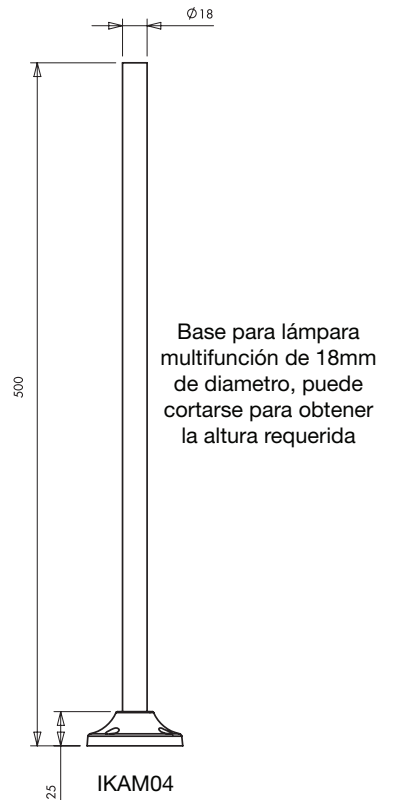 Ø18
500
Base para lámpara
multifunción de 18mm
de diametro, puede
cortarse para obtener
la altura requerida
25
IKAM04